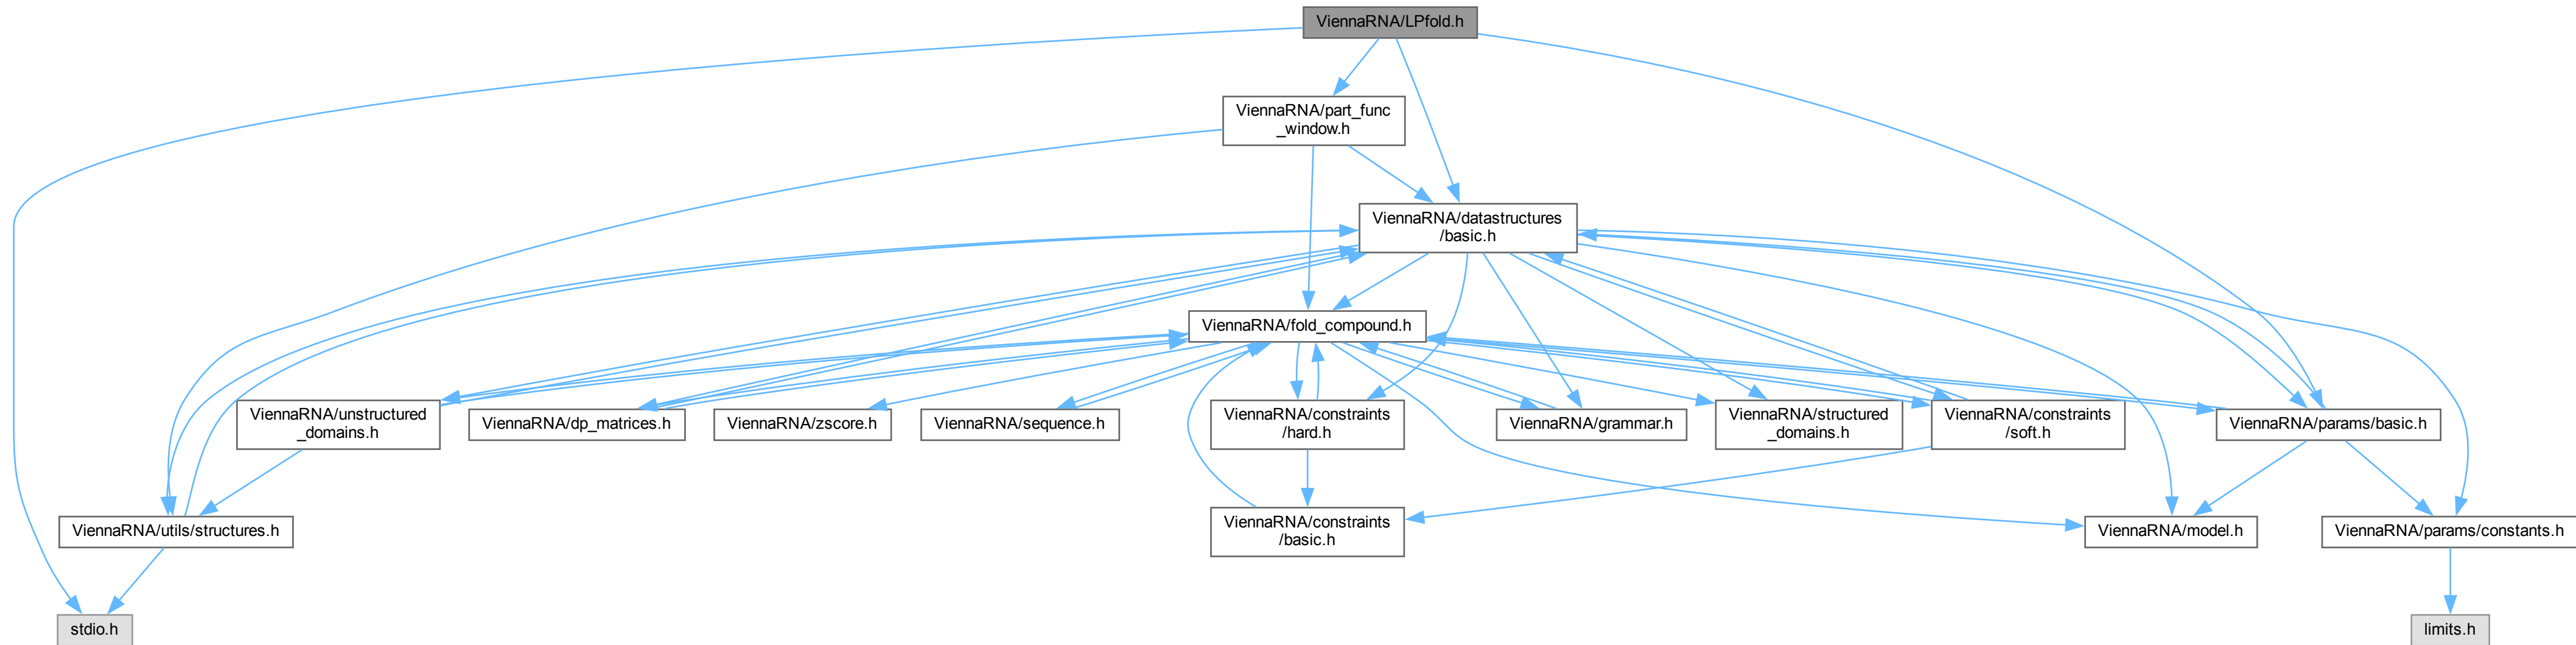 ViennaRNA/LPfold.h
ViennaRNA/part_func
_window.h
ViennaRNA/datastructures
/basic.h
ViennaRNA/fold_compound.h
ViennaRNA/unstructured
_domains.h
ViennaRNA/dp_matrices.h
ViennaRNA/zscore.h
ViennaRNA/sequence.h
ViennaRNA/constraints
/hard.h
ViennaRNA/grammar.h
ViennaRNA/structured
_domains.h
ViennaRNA/constraints
/soft.h
ViennaRNA/params/basic.h
ViennaRNA/utils/structures.h
ViennaRNA/constraints
/basic.h
ViennaRNA/model.h
ViennaRNA/params/constants.h
stdio.h
limits.h